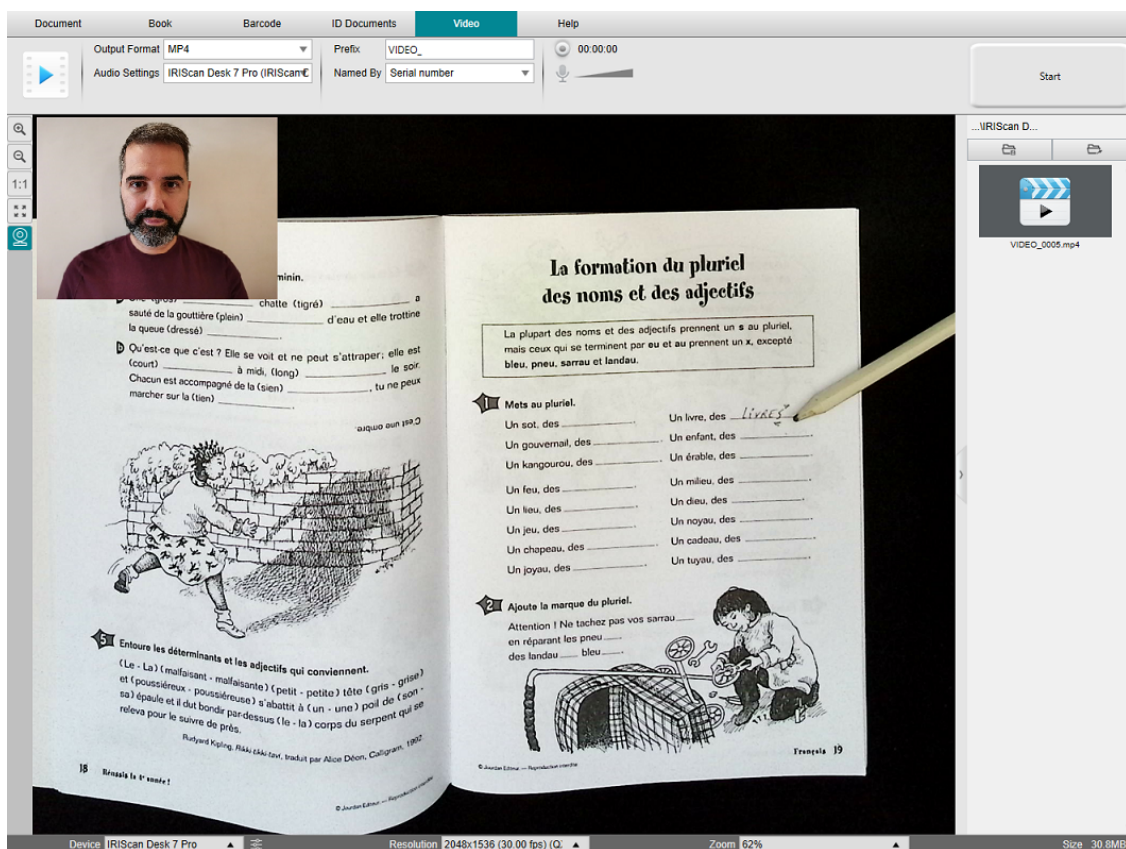 Document Book Barcode ID Documents Video Help
Output Format MP4 Prefix VIDEO_ 00:00:00
Audio Settings IRIScan Desk 7 Pro (IRIScan Named By Serial number
Start
...\IRIScan D...
1:1
VIDEO_0005.mp4
minin.
chatte (tigré) a
sauté de la gouttière (plein) d'eau et elle trottine
la queue (dressé) .
D Qu'est-ce que c'est ? Elle se voit et ne peut s'attraper; elle est
(court) à midi, (long) le soir.
Chacun est accompagné de la (sien) , tu ne peux
marcher sur la (tien) .
C'est une ombre.
5 Entoure les déterminants et les adjectifs qui conviennent.
(Le - La) (malfaisant - malfaisante) (petit - petite) tête (gris - grise)
et (poussiéreux - poussiéreuse) s'abattit à (un - une) poil de (son -
sa) épaule et il dut bondir par-dessus (le - la) corps du serpent qui se
releva pour le suivre de près.
Rudyard Kipling, Rikki-tikki-tavi, traduit par Alice Déon, Calligram, 1992.
18 Réussis la 4e année !
© Jourdan Éditeur — Reproduction interdite
La formation du pluriel
des noms et des adjectifs
La plupart des noms et des adjectifs prennent un s au pluriel,
mais ceux qui se terminent par eu et au prennent un x, excepté
bleu, pneu, sarrau et landau.
1 Mets au pluriel.
Un sot, des . Un livre, des LIVRES .
Un gouvernail, des . Un enfant, des .
Un kangourou, des . Un érable, des .
Un feu, des . Un milieu, des .
Un lieu, des . Un dieu, des .
Un jeu, des . Un noyau, des .
Un chapeau, des . Un cadeau, des .
Un joyau, des . Un tuyau, des .
2 Ajoute la marque du pluriel.
Attention ! Ne tachez pas vos sarrau
en réparant les pneu
des landau bleu .
Français 19
© Jourdan Éditeur — Reproduction interdite
Device IRIScan Desk 7 Pro Resolution 2048x1536 (30.00 fps) (Q Zoom 62% Size 30.8MB